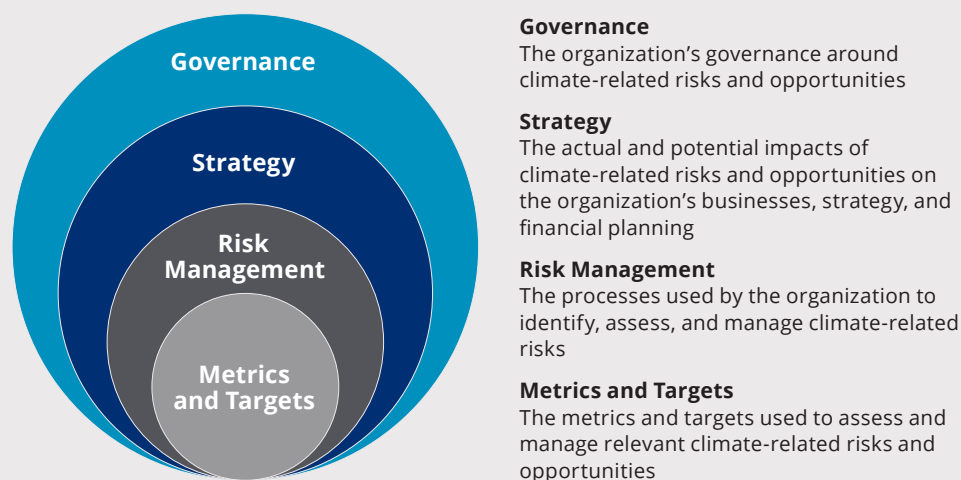 Governance
Strategy
Risk
Management
Metrics
and Targets
Governance
The organization’s governance around
climate-related risks and opportunities
Strategy
The actual and potential impacts of
climate-related risks and opportunities on
the organization’s businesses, strategy, and
financial planning
Risk Management
The processes used by the organization to
identify, assess, and manage climate-related
risks
Metrics and Targets
The metrics and targets used to assess and
manage relevant climate-related risks and
opportunities